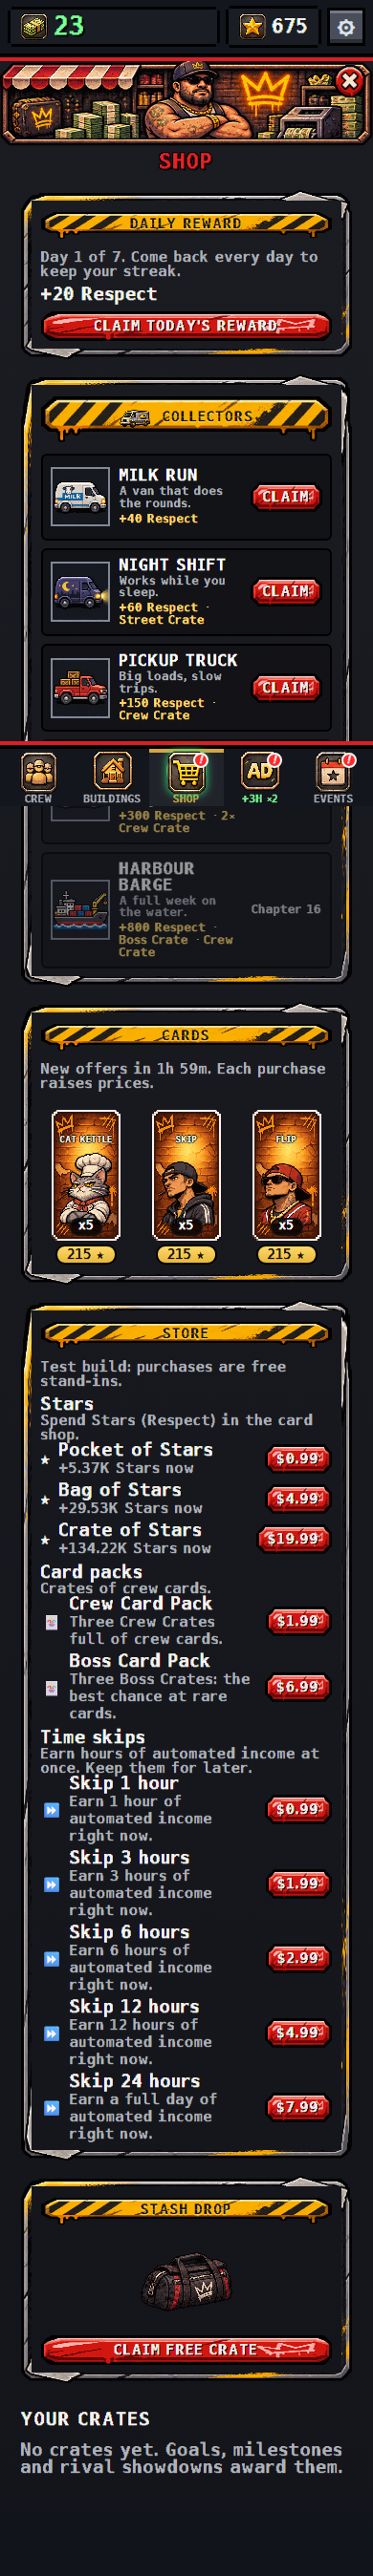 23
675
SHOP
DAILY REWARD
Day 1 of 7. Come back every day to
keep your streak.
+20 Respect
CLAIM TODAY'S REWARD
COLLECTORS
MILK RUN
A van that does
the rounds.
+40 Respect
MILK
CLAIM
NIGHT SHIFT
Works while you
sleep.
+60 Respect ·
Street Crate
CLAIM
PICKUP TRUCK
Big loads, slow
trips.
+150 Respect ·
Crew Crate
CLAIM
CREW
BUILDINGS
SHOP
AD
+3H ×2
EVENTS
+300 Respect · 2×
Crew Crate
HARBOUR
BARGE
A full week on
the water.
+800 Respect ·
Boss Crate · Crew
Crate
Chapter 16
CARDS
New offers in 1h 59m. Each purchase
raises prices.
CAT KETTLE
x5
215 ★
SKIP
x5
215 ★
FLIP
x5
215 ★
STORE
Test build: purchases are free
stand-ins.
Stars
Spend Stars (Respect) in the card
shop.
★ Pocket of Stars
+5.37K Stars now
$0.99
★ Bag of Stars
+29.53K Stars now
$4.99
★ Crate of Stars
+134.22K Stars now
$19.99
Card packs
Crates of crew cards.
Crew Card Pack
Three Crew Crates
full of crew cards.
$1.99
Boss Card Pack
Three Boss Crates: the
best chance at rare
cards.
$6.99
Time skips
Earn hours of automated income at
once. Keep them for later.
Skip 1 hour
Earn 1 hour of
automated income
right now.
$0.99
Skip 3 hours
Earn 3 hours of
automated income
right now.
$1.99
Skip 6 hours
Earn 6 hours of
automated income
right now.
$2.99
Skip 12 hours
Earn 12 hours of
automated income
right now.
$4.99
Skip 24 hours
Earn a full day of
automated income
right now.
$7.99
STASH DROP
CLAIM FREE CRATE
YOUR CRATES
No crates yet. Goals, milestones
and rival showdowns award them.